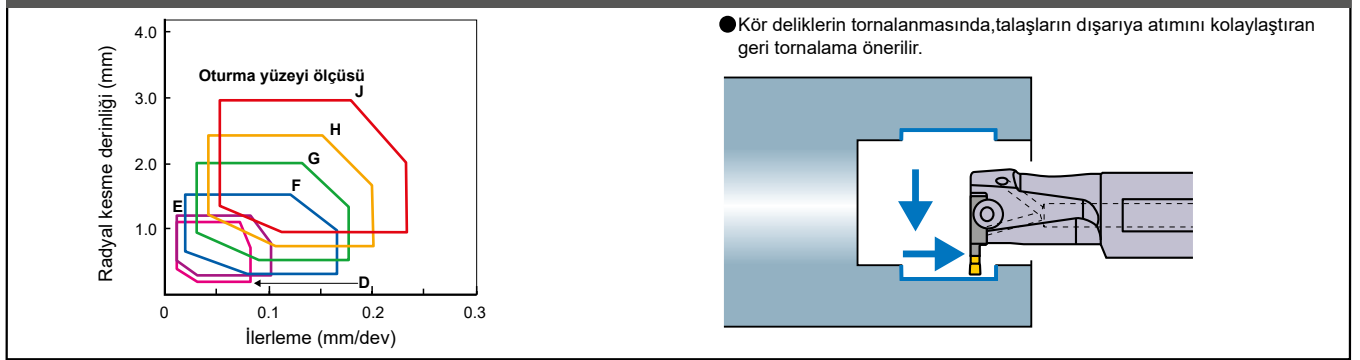 4.0
3.0
2.0
1.0
0
0
0.1
0.2
0.3
Radyal kesme derinliği (mm)
İlerleme (mm/dev)
Oturma yüzeyi ölçüsü
J
H
G
F
E
D
●Kör deliklerin tornalanmasında,talaşların dışarıya atımını kolaylaştıran
geri tornalama önerilir.